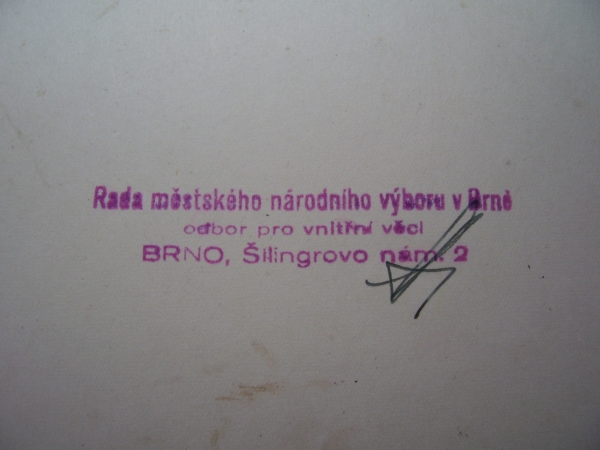 Rada městského národního výboru v Brně
odbor pro vnitřní věci
BRNO, Šilingrovo nám. 2